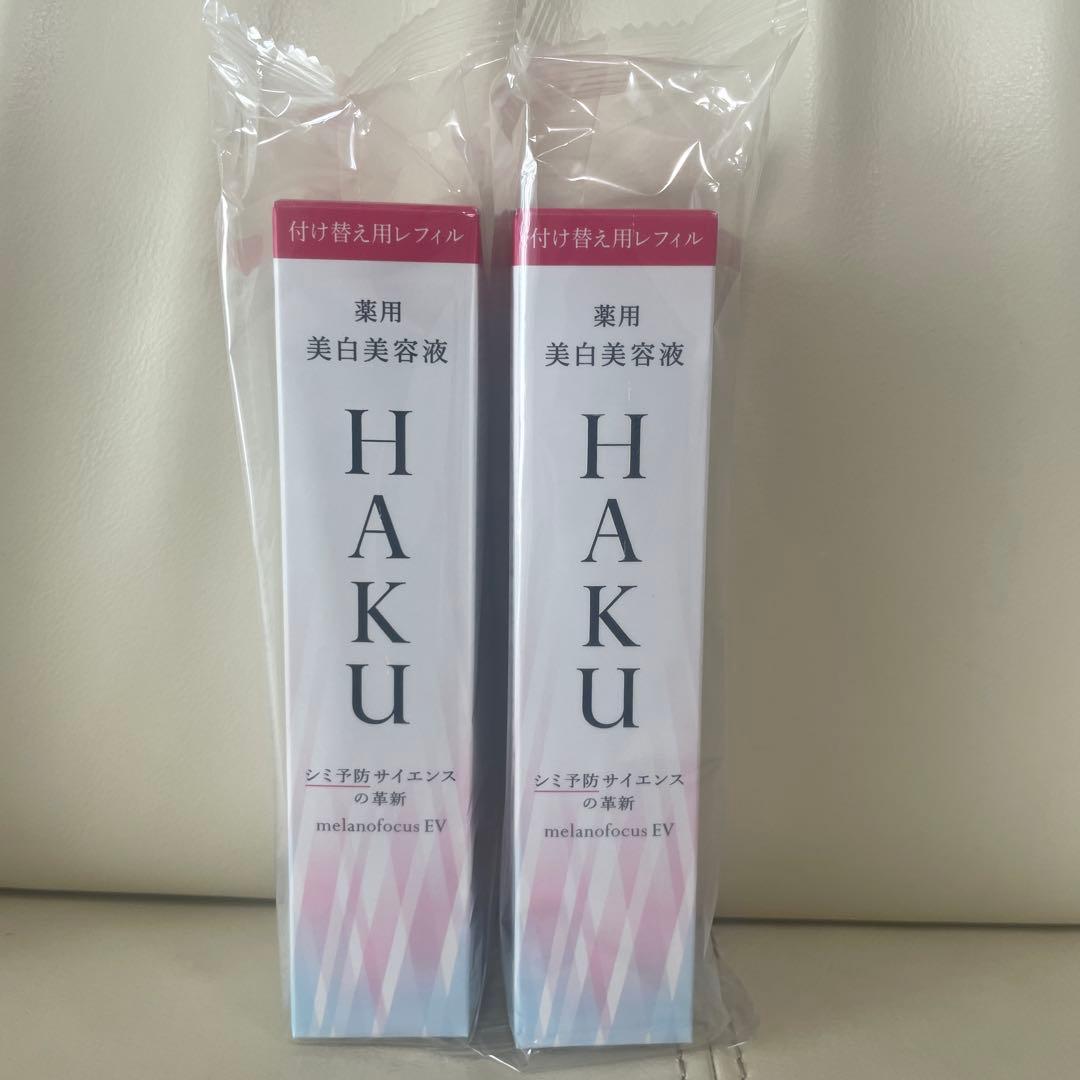 付け替え用レフィル
薬用
美白美容液
HAKU
シミ予防サイエンス
の革新
melanofocus EV
付け替え用レフィル
薬用
美白美容液
HAKU
シミ予防サイエンス
の革新
melanofocus EV